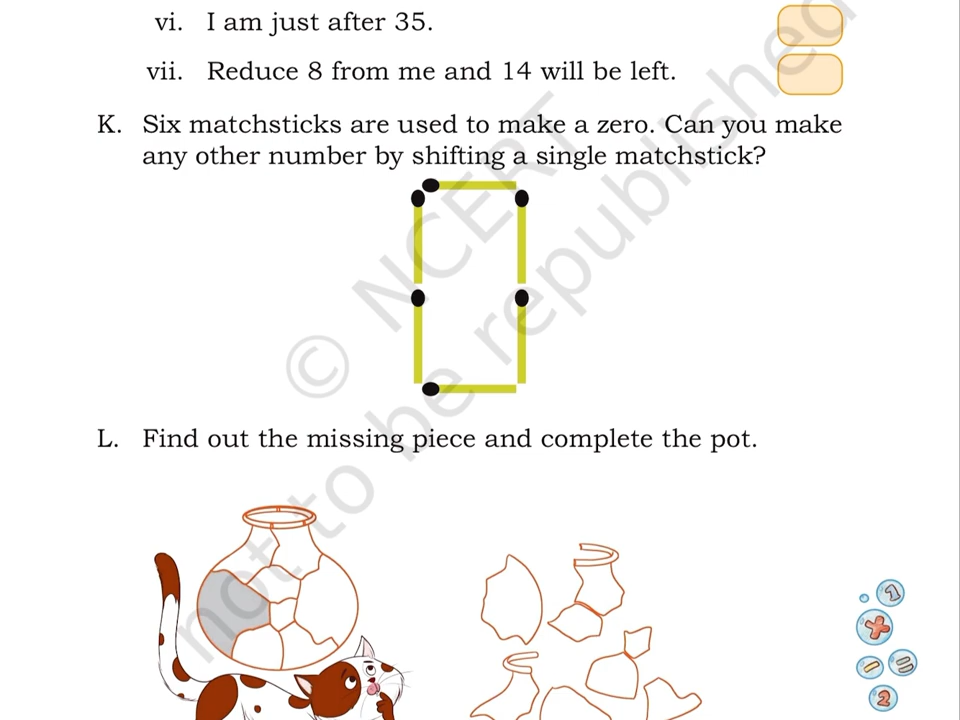 vi. I am just after 35.
vii. Reduce 8 from me and 14 will be left.
K. Six matchsticks are used to make a zero. Can you make
any other number by shifting a single matchstick?
© NCERT
not to be republished
L. Find out the missing piece and complete the pot.
1
+
- =
2